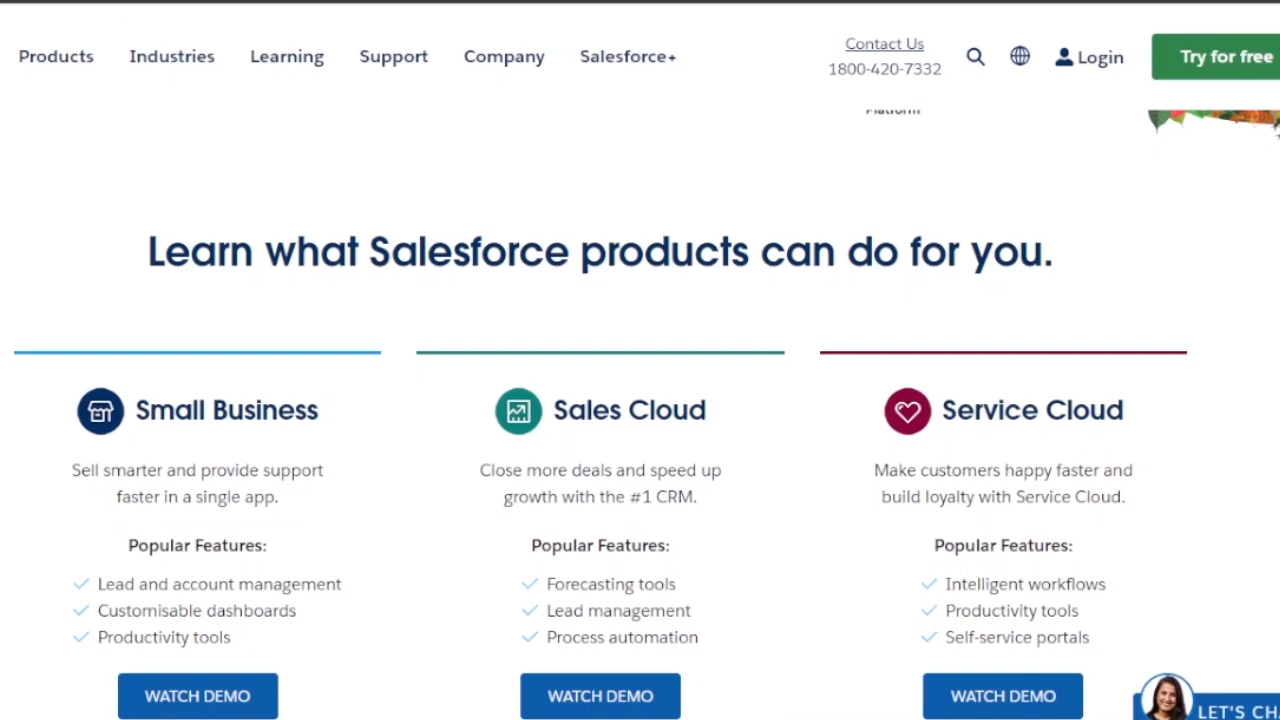 Products Industries Learning Support Company Salesforce+
Contact Us
1800-420-7332
Login
Try for free
Platform
Learn what Salesforce products can do for you.
Small Business
Sell smarter and provide support
faster in a single app.
Popular Features:
Lead and account management
Customisable dashboards
Productivity tools
WATCH DEMO
Sales Cloud
Close more deals and speed up
growth with the #1 CRM.
Popular Features:
Forecasting tools
Lead management
Process automation
WATCH DEMO
Service Cloud
Make customers happy faster and
build loyalty with Service Cloud.
Popular Features:
Intelligent workflows
Productivity tools
Self-service portals
WATCH DEMO
LET'S CH